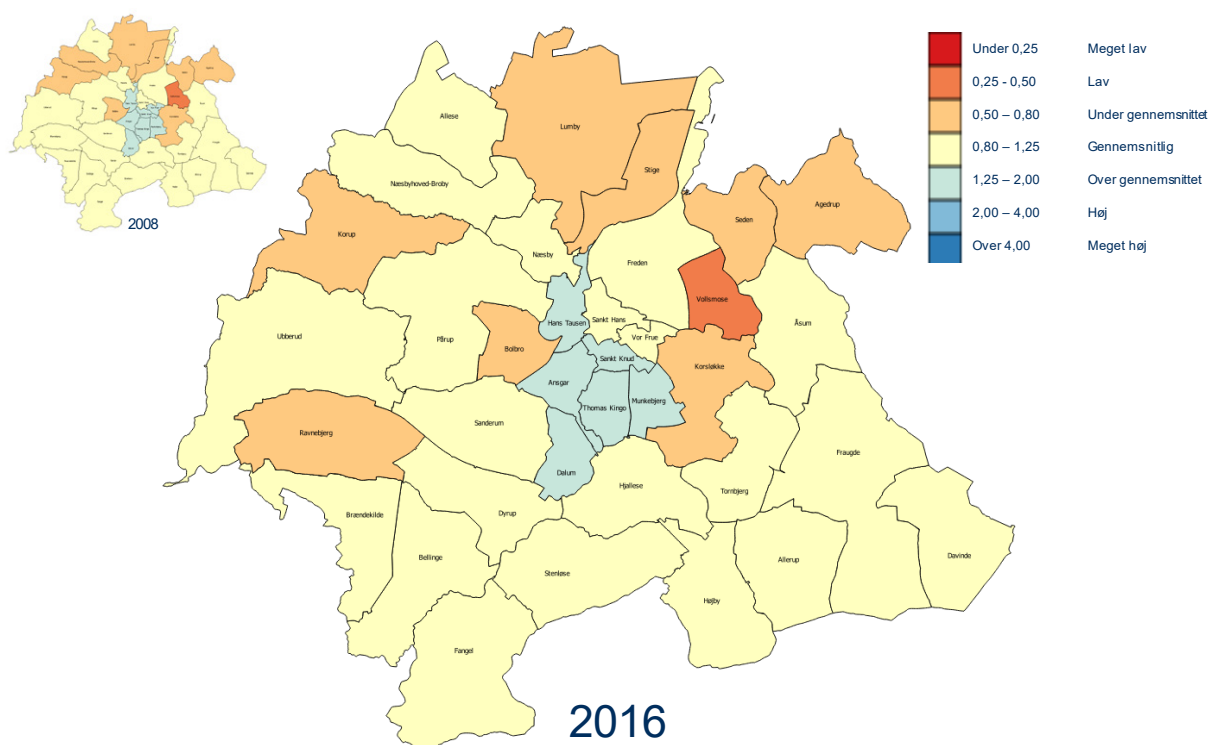 Under 0,25 Meget lav
0,25 - 0,50 Lav
0,50 – 0,80 Under gennemsnittet
0,80 – 1,25 Gennemsnitlig
1,25 – 2,00 Over gennemsnittet
2,00 – 4,00 Høj
Over 4,00 Meget høj
2008
Allese
Lumby
Stige
Næsbyhoved-Broby
Agedrup
Seden
Korup
Næsby
Freden
Vollsmose
Sankt Hans
Hans Tausen
Åsum
Ubberud
Pårup
Vor Frue
Bolbro
Sankt Knud
Korsløkke
Ansgar
Munkebjerg
Thomas Kingo
Sanderum
Ravnebjerg
Fraugde
Dalum
Hjallese
Tornbjerg
Dyrup
Brændekilde
Bellinge
Allerup
Davinde
Stenløse
Højby
Fangel
2016